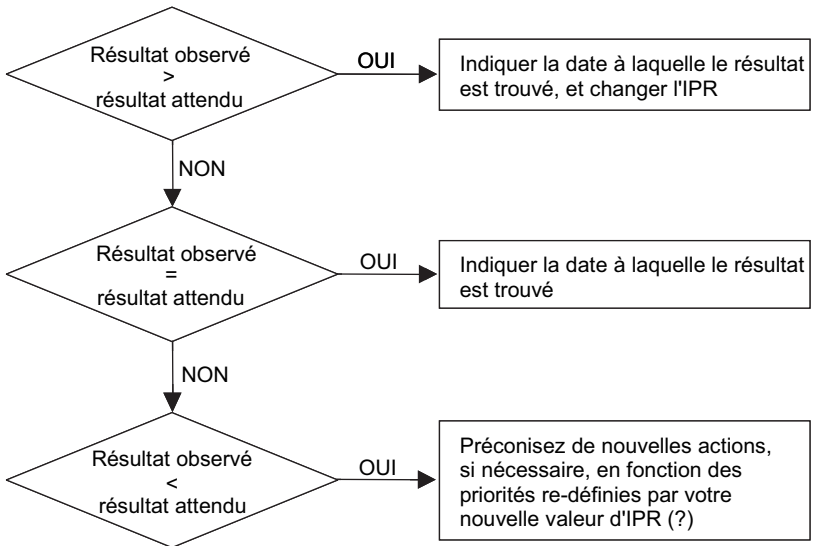 Résultat observé
>
résultat attendu
OUI
Indiquer la date à laquelle le résultat
est trouvé, et changer l'IPR
NON
Résultat observé
=
résultat attendu
OUI
Indiquer la date à laquelle le résultat
est trouvé
NON
Résultat observé
<
résultat attendu
OUI
Préconisez de nouvelles actions,
si nécessaire, en fonction des
priorités re-définies par votre
nouvelle valeur d'IPR (?)